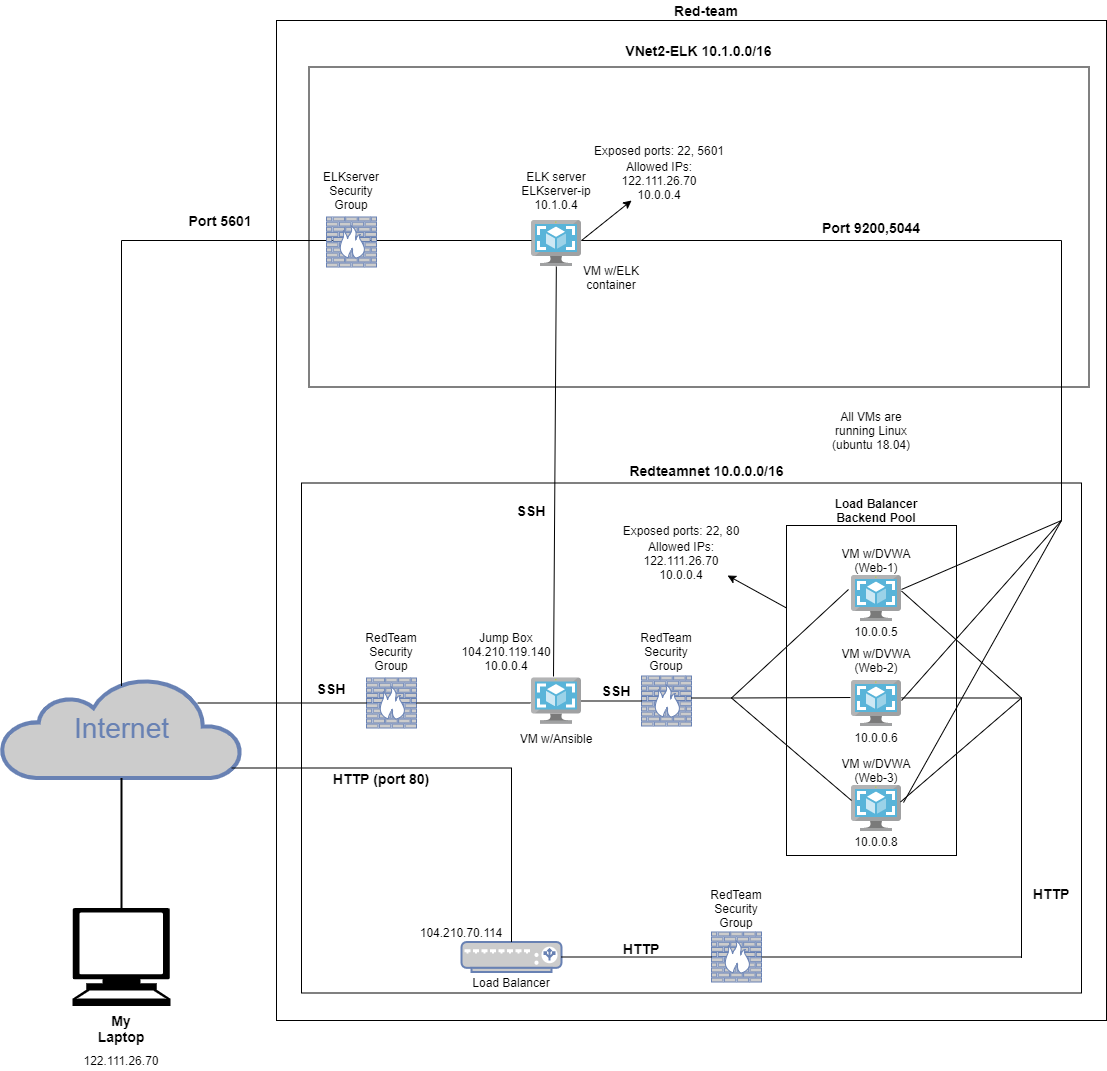 Red-team
VNet2-ELK 10.1.0.0/16
Exposed ports: 22, 5601
Allowed IPs:
122.111.26.70
10.0.0.4
ELKserver
Security
Group
ELK server
ELKserver-ip
10.1.0.4
Port 5601
Port 9200,5044
VM w/ELK
container
All VMs are
running Linux
(ubuntu 18.04)
Redteamnet 10.0.0.0/16
SSH
Load Balancer
Backend Pool
Exposed ports: 22, 80
Allowed IPs:
122.111.26.70
10.0.0.4
VM w/DVWA
(Web-1)
10.0.0.5
RedTeam
Security
Group
Jump Box
104.210.119.140
10.0.0.4
RedTeam
Security
Group
VM w/DVWA
(Web-2)
SSH
SSH
Internet
VM w/Ansible
10.0.0.6
VM w/DVWA
(Web-3)
HTTP (port 80)
10.0.0.8
RedTeam
Security
Group
HTTP
104.210.70.114
HTTP
Load Balancer
My
Laptop
122.111.26.70